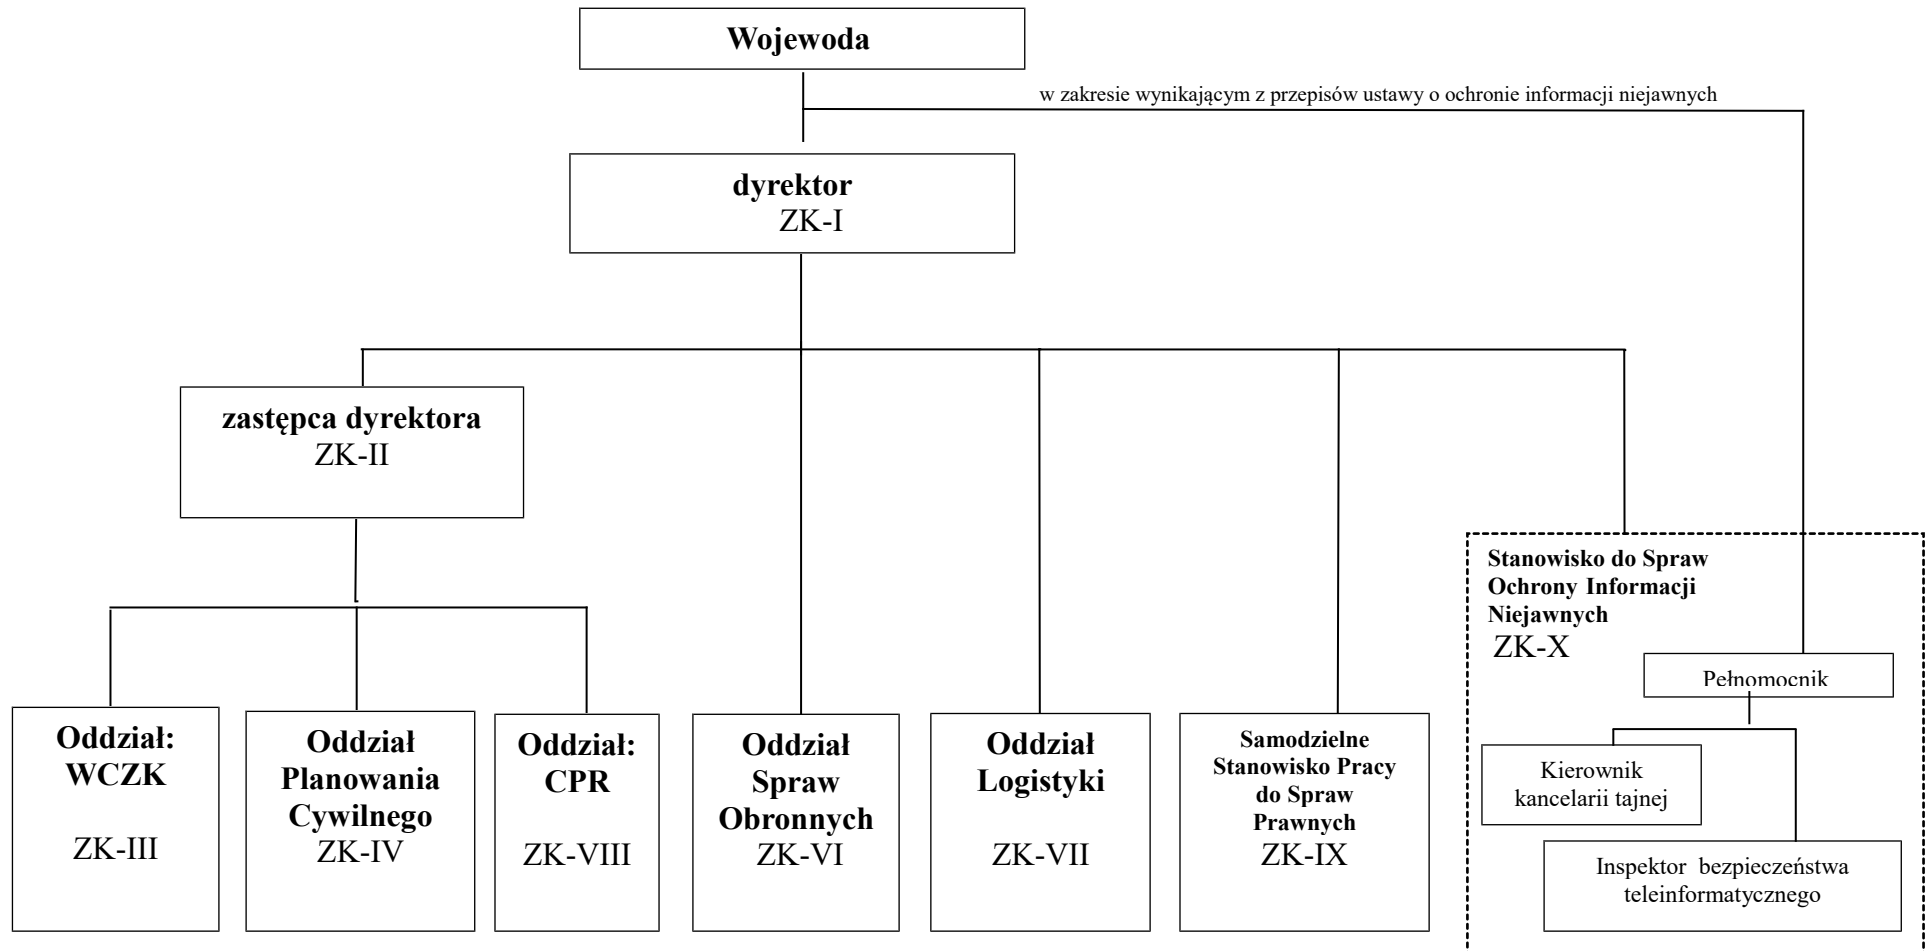 Wojewoda
w zakresie wynikającym z przepisów ustawy o ochronie informacji niejawnych
dyrektor
ZK-I
zastępca dyrektora
ZK-II
Oddział:
WCZK
ZK-III
Oddział
Planowania
Cywilnego
ZK-IV
Oddział:
CPR
ZK-VIII
Oddział
Spraw
Obronnych
ZK-VI
Oddział
Logistyki
ZK-VII
Samodzielne
Stanowisko Pracy
do Spraw
Prawnych
ZK-IX
Stanowisko do Spraw
Ochrony Informacji
Niejawnych
ZK-X
Pełnomocnik
Kierownik
kancelarii tajnej
Inspektor bezpieczeństwa
teleinformatycznego